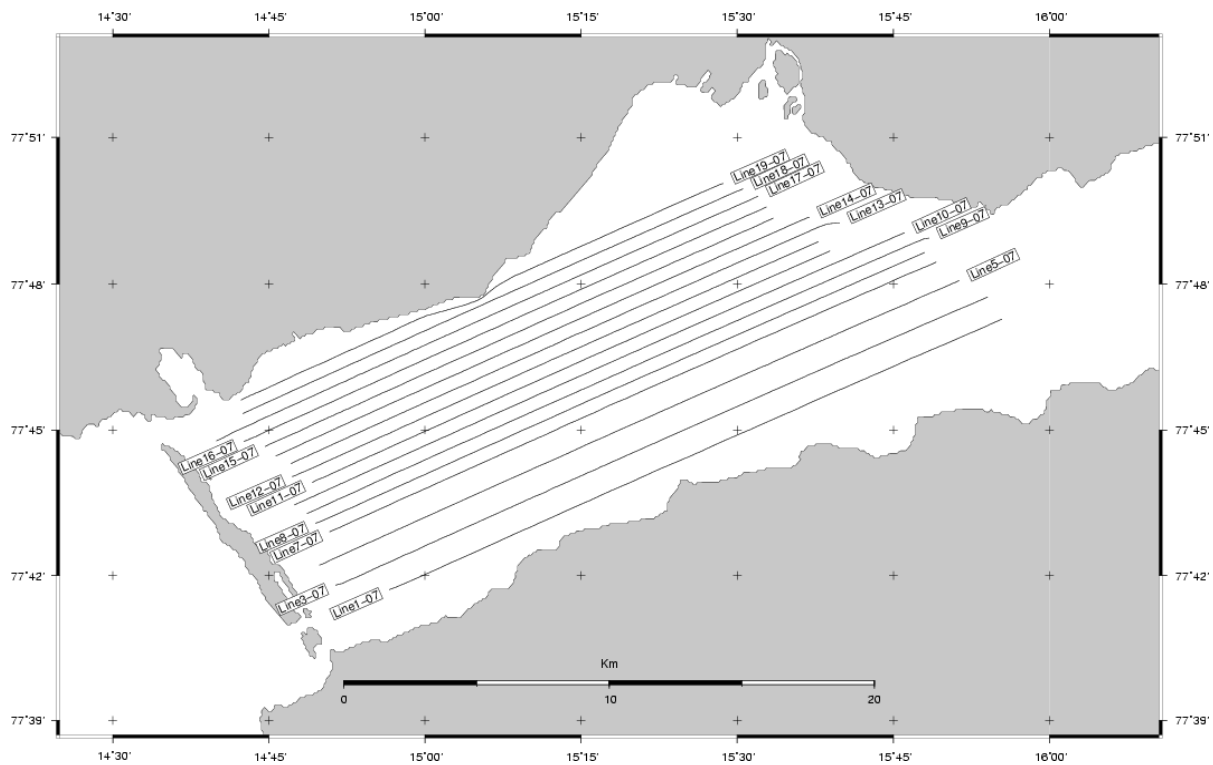 14°30' 14°45' 15°00' 15°15' 15°30' 15°45' 16°00'
77°51' 77°51'
Line19-07
Line18-07
Line17-07
Line14-07
Line13-07
Line10-07
Line9-07
Line5-07
77°48' 77°48'
77°45' 77°45'
Line16-07
Line15-07
Line12-07
Line11-07
Line8-07
Line7-07
77°42' 77°42'
Line3-07
Line1-07
Km
0 10 20
77°39' 77°39'
14°30' 14°45' 15°00' 15°15' 15°30' 15°45' 16°00'